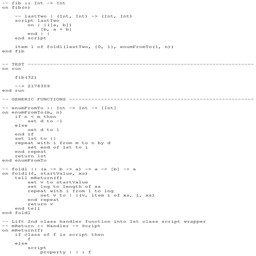 -- fib :: Int -> Int
on fib(n)
-- lastTwo : (Int, Int) -> (Int, Int)
script lastTwo
on |λ|([a, b])
[b, a + b]
end |λ|
end script
item 1 of foldl(lastTwo, {0, 1}, enumFromTo(1, n))
end fib
-- TEST -----------------------------------------------------------------------
on run
fib(32)
--> 2178309
end run
-- GENERIC FUNCTIONS ----------------------------------------------------------
-- enumFromTo :: Int -> Int -> [Int]
on enumFromTo(m, n)
if n < m then
set d to -1
else
set d to 1
end if
set lst to {}
repeat with i from m to n by d
set end of lst to i
end repeat
return lst
end enumFromTo
-- foldl :: (a -> b -> a) -> a -> [b] -> a
on foldl(f, startValue, xs)
tell mReturn(f)
set v to startValue
set lng to length of xs
repeat with i from 1 to lng
set v to |λ|(v, item i of xs, i, xs)
end repeat
return v
end tell
end foldl
-- Lift 2nd class handler function into 1st class script wrapper
-- mReturn :: Handler -> Script
on mReturn(f)
if class of f is script then
f
else
script
property |λ| : f